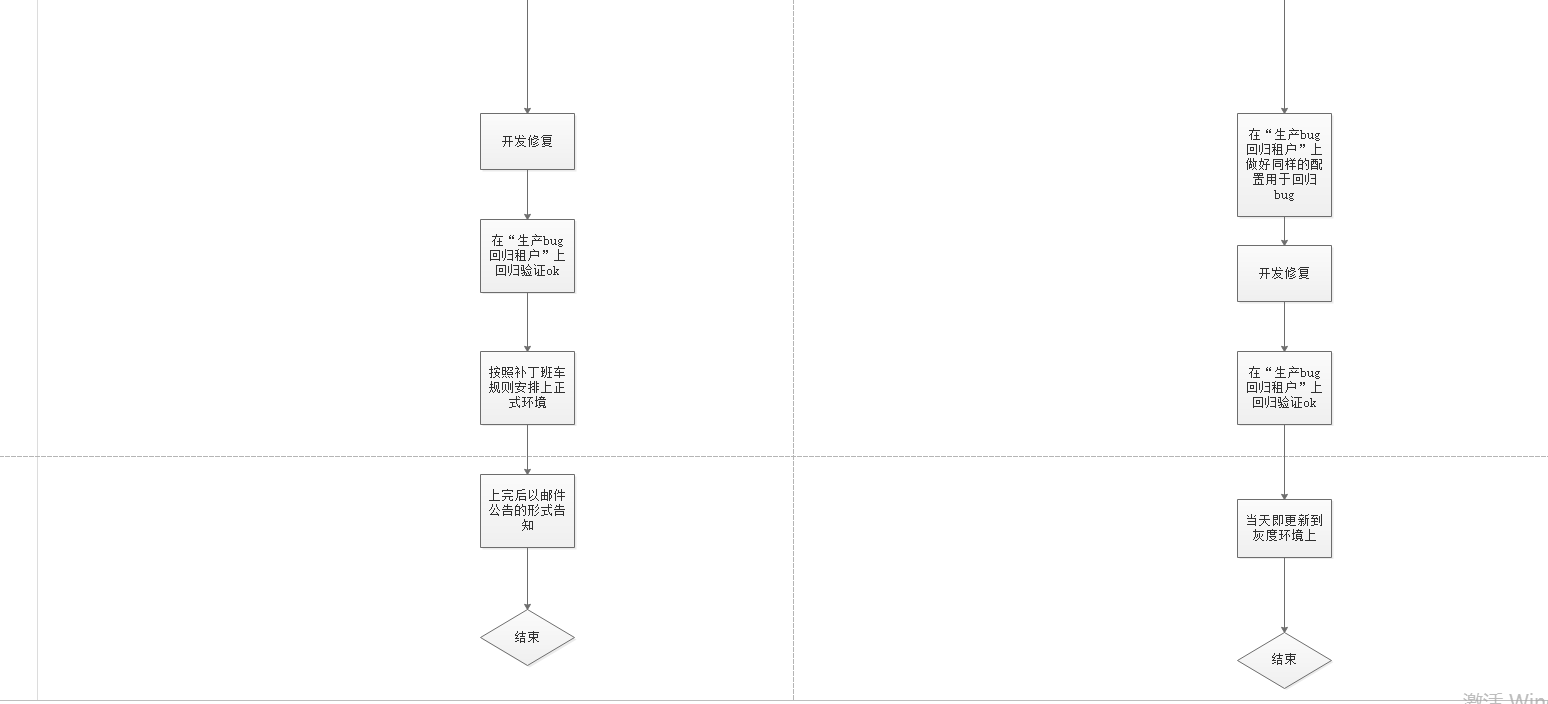 开发修复
在“生产bug
回归租户”上
回归验证ok
按照补丁班车
规则安排上正
式环境
上完后以邮件
公告的形式告
知
结束
在“生产bug
回归租户”上
做好同样的配
置用于回归
bug
开发修复
在“生产bug
回归租户”上
回归验证ok
当天即更新到
灰度环境上
结束
激活 Win